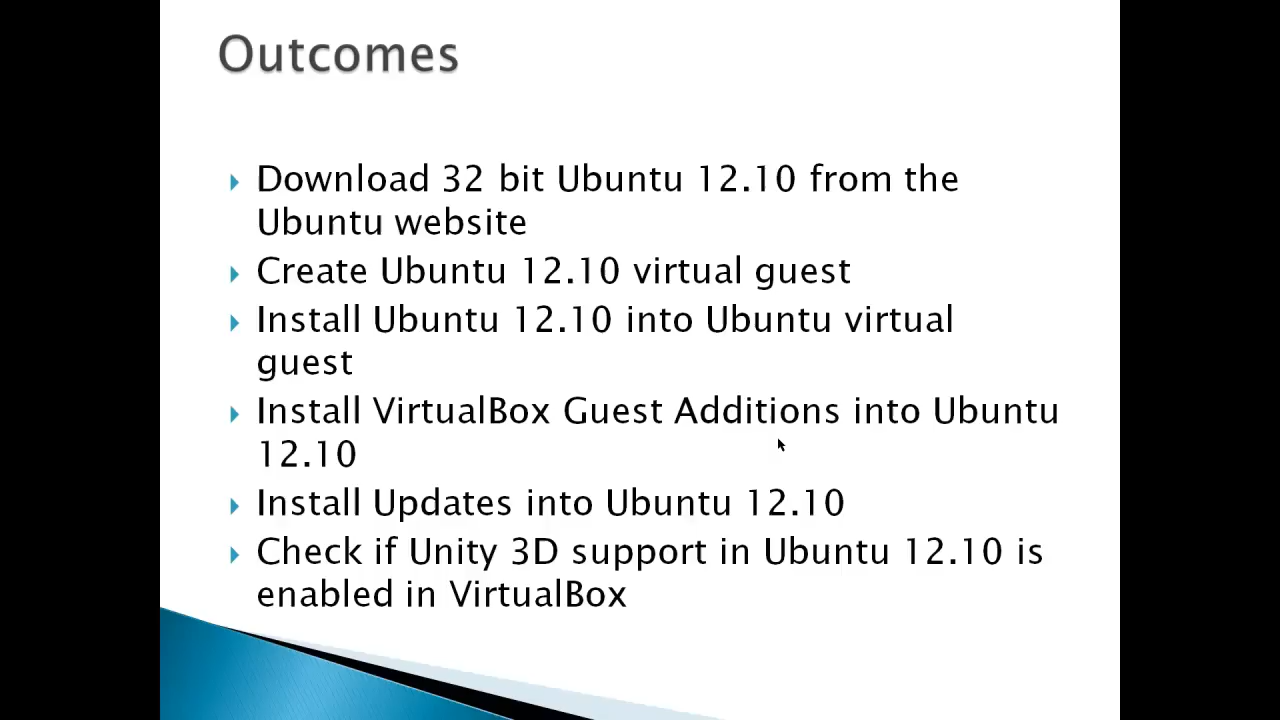 Outcomes
Download 32 bit Ubuntu 12.10 from the
Ubuntu website
Create Ubuntu 12.10 virtual guest
Install Ubuntu 12.10 into Ubuntu virtual
guest
Install VirtualBox Guest Additions into Ubuntu
12.10
Install Updates into Ubuntu 12.10
Check if Unity 3D support in Ubuntu 12.10 is
enabled in VirtualBox